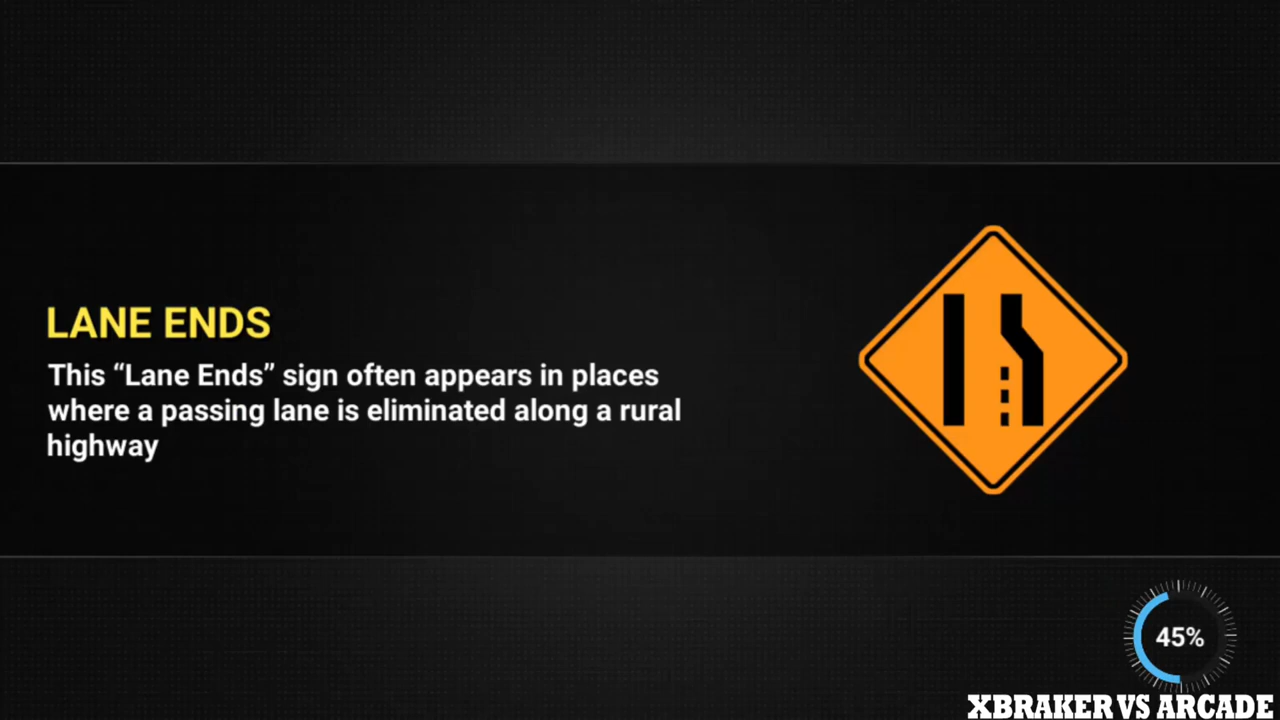 LANE ENDS
This “Lane Ends” sign often appears in places
where a passing lane is eliminated along a rural
highway
45%
XBRAKER VS ARCADE